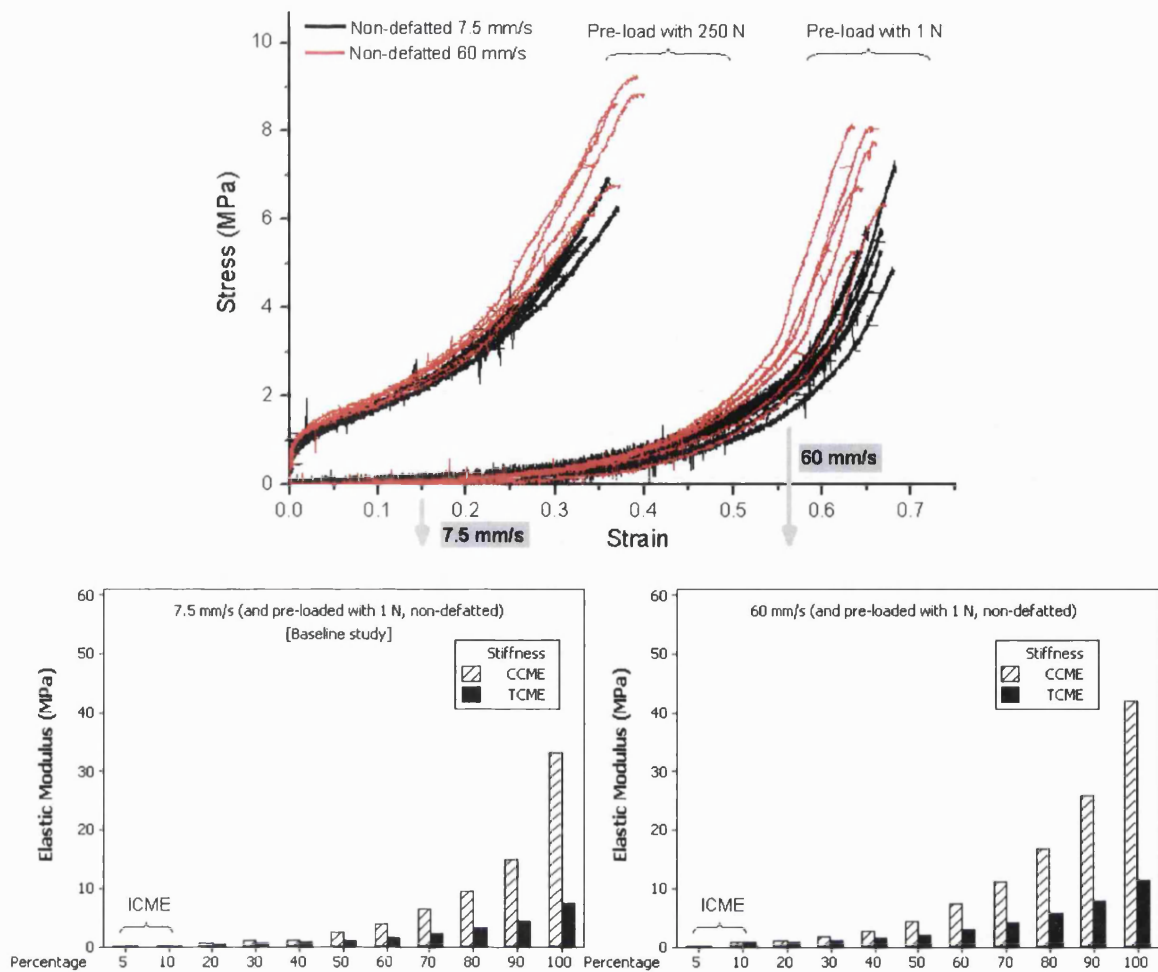 Non-defatted 7.5 mm/s
Non-defatted 60 mm/s
Pre-load with 250 N
Pre-load with 1 N
10
8
6
4
2
0
Stress (MPa)
0.0 0.1 0.2 0.3 0.4 0.5 0.6 0.7
Strain
7.5 mm/s
60 mm/s
7.5 mm/s (and pre-loaded with 1 N, non-defatted)
[Baseline study]
Stiffness
CCME
TCME
60
50
40
30
20
10
0
Elastic Modulus (MPa)
ICME
Percentage 5 10 20 30 40 50 60 70 80 90 100
60 mm/s (and pre-loaded with 1 N, non-defatted)
Stiffness
CCME
TCME
60
50
40
30
20
10
0
Elastic Modulus (MPa)
ICME
Percentage 5 10 20 30 40 50 60 70 80 90 100